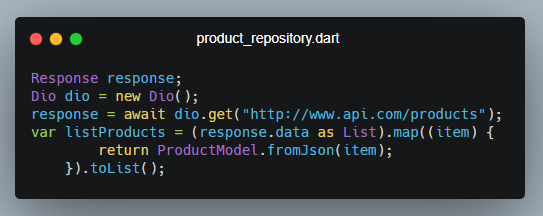 product_repository.dart
Response response;
Dio dio = new Dio();
response = await dio.get("http://www.api.com/products");
var listProducts = (response.data as List).map((item) {
        return ProductModel.fromJson(item);
    }).toList();